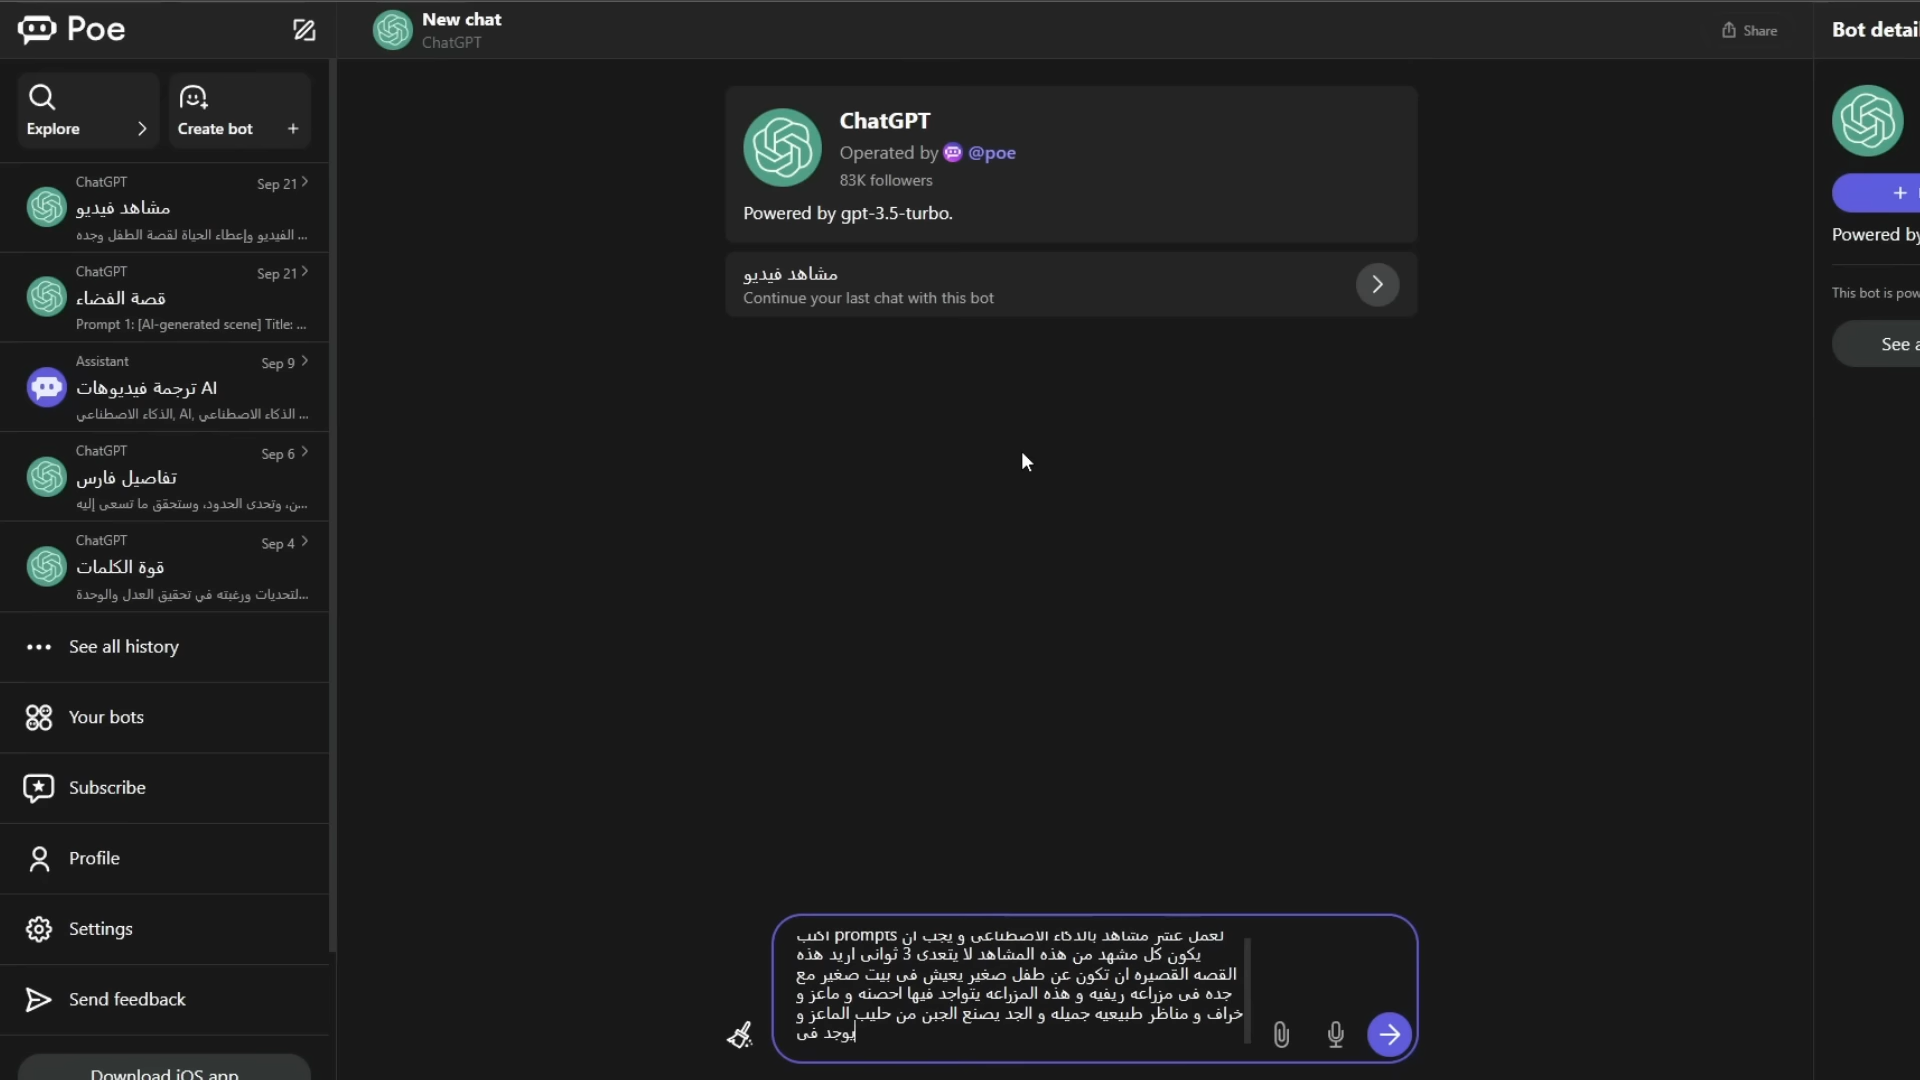 Poe
Explore
Create bot
ChatGPT
Sep 21
مشاهد فيديو
الفيديو وإعطاء الحياة لقصة الطفل وجده ...
ChatGPT
Sep 21
قصة الفضاء
Prompt 1: [AI-generated scene] Title: ...
Assistant
Sep 9
ترجمة فيديوهات AI
الذكاء الاصطناعي, AI, الذكاء الاصطناعي ...
ChatGPT
Sep 6
تفاصيل فارس
...ن، وتحدى الحدود، وستحقق ما تسعى إليه
ChatGPT
Sep 4
قوة الكلمات
...لتحديات ورغبته في تحقيق العدل والوحدة
See all history
Your bots
Subscribe
Profile
Settings
Send feedback
Download iOS app
New chat
ChatGPT
Share
ChatGPT
Operated by @poe
83K followers
Powered by gpt-3.5-turbo.
مشاهد فيديو
Continue your last chat with this bot
اكتب prompts لعمل عشر مشاهد بالذكاء الاصطناعى و يجب ان
يكون كل مشهد من هذه المشاهد لا يتعدى 3 ثوانى اريد هذه
القصه القصيره ان تكون عن طفل صغير يعيش فى بيت صغير مع
جده فى مزراعه ريفيه و هذه المزراعه يتواجد فيها احصنه و ماعز و
خراف و مناظر طبيعيه جميله و الجد يصنع الجبن من حليب الماعز و
يوجد فى
Bot detail
Powered by
This bot is pow
See a